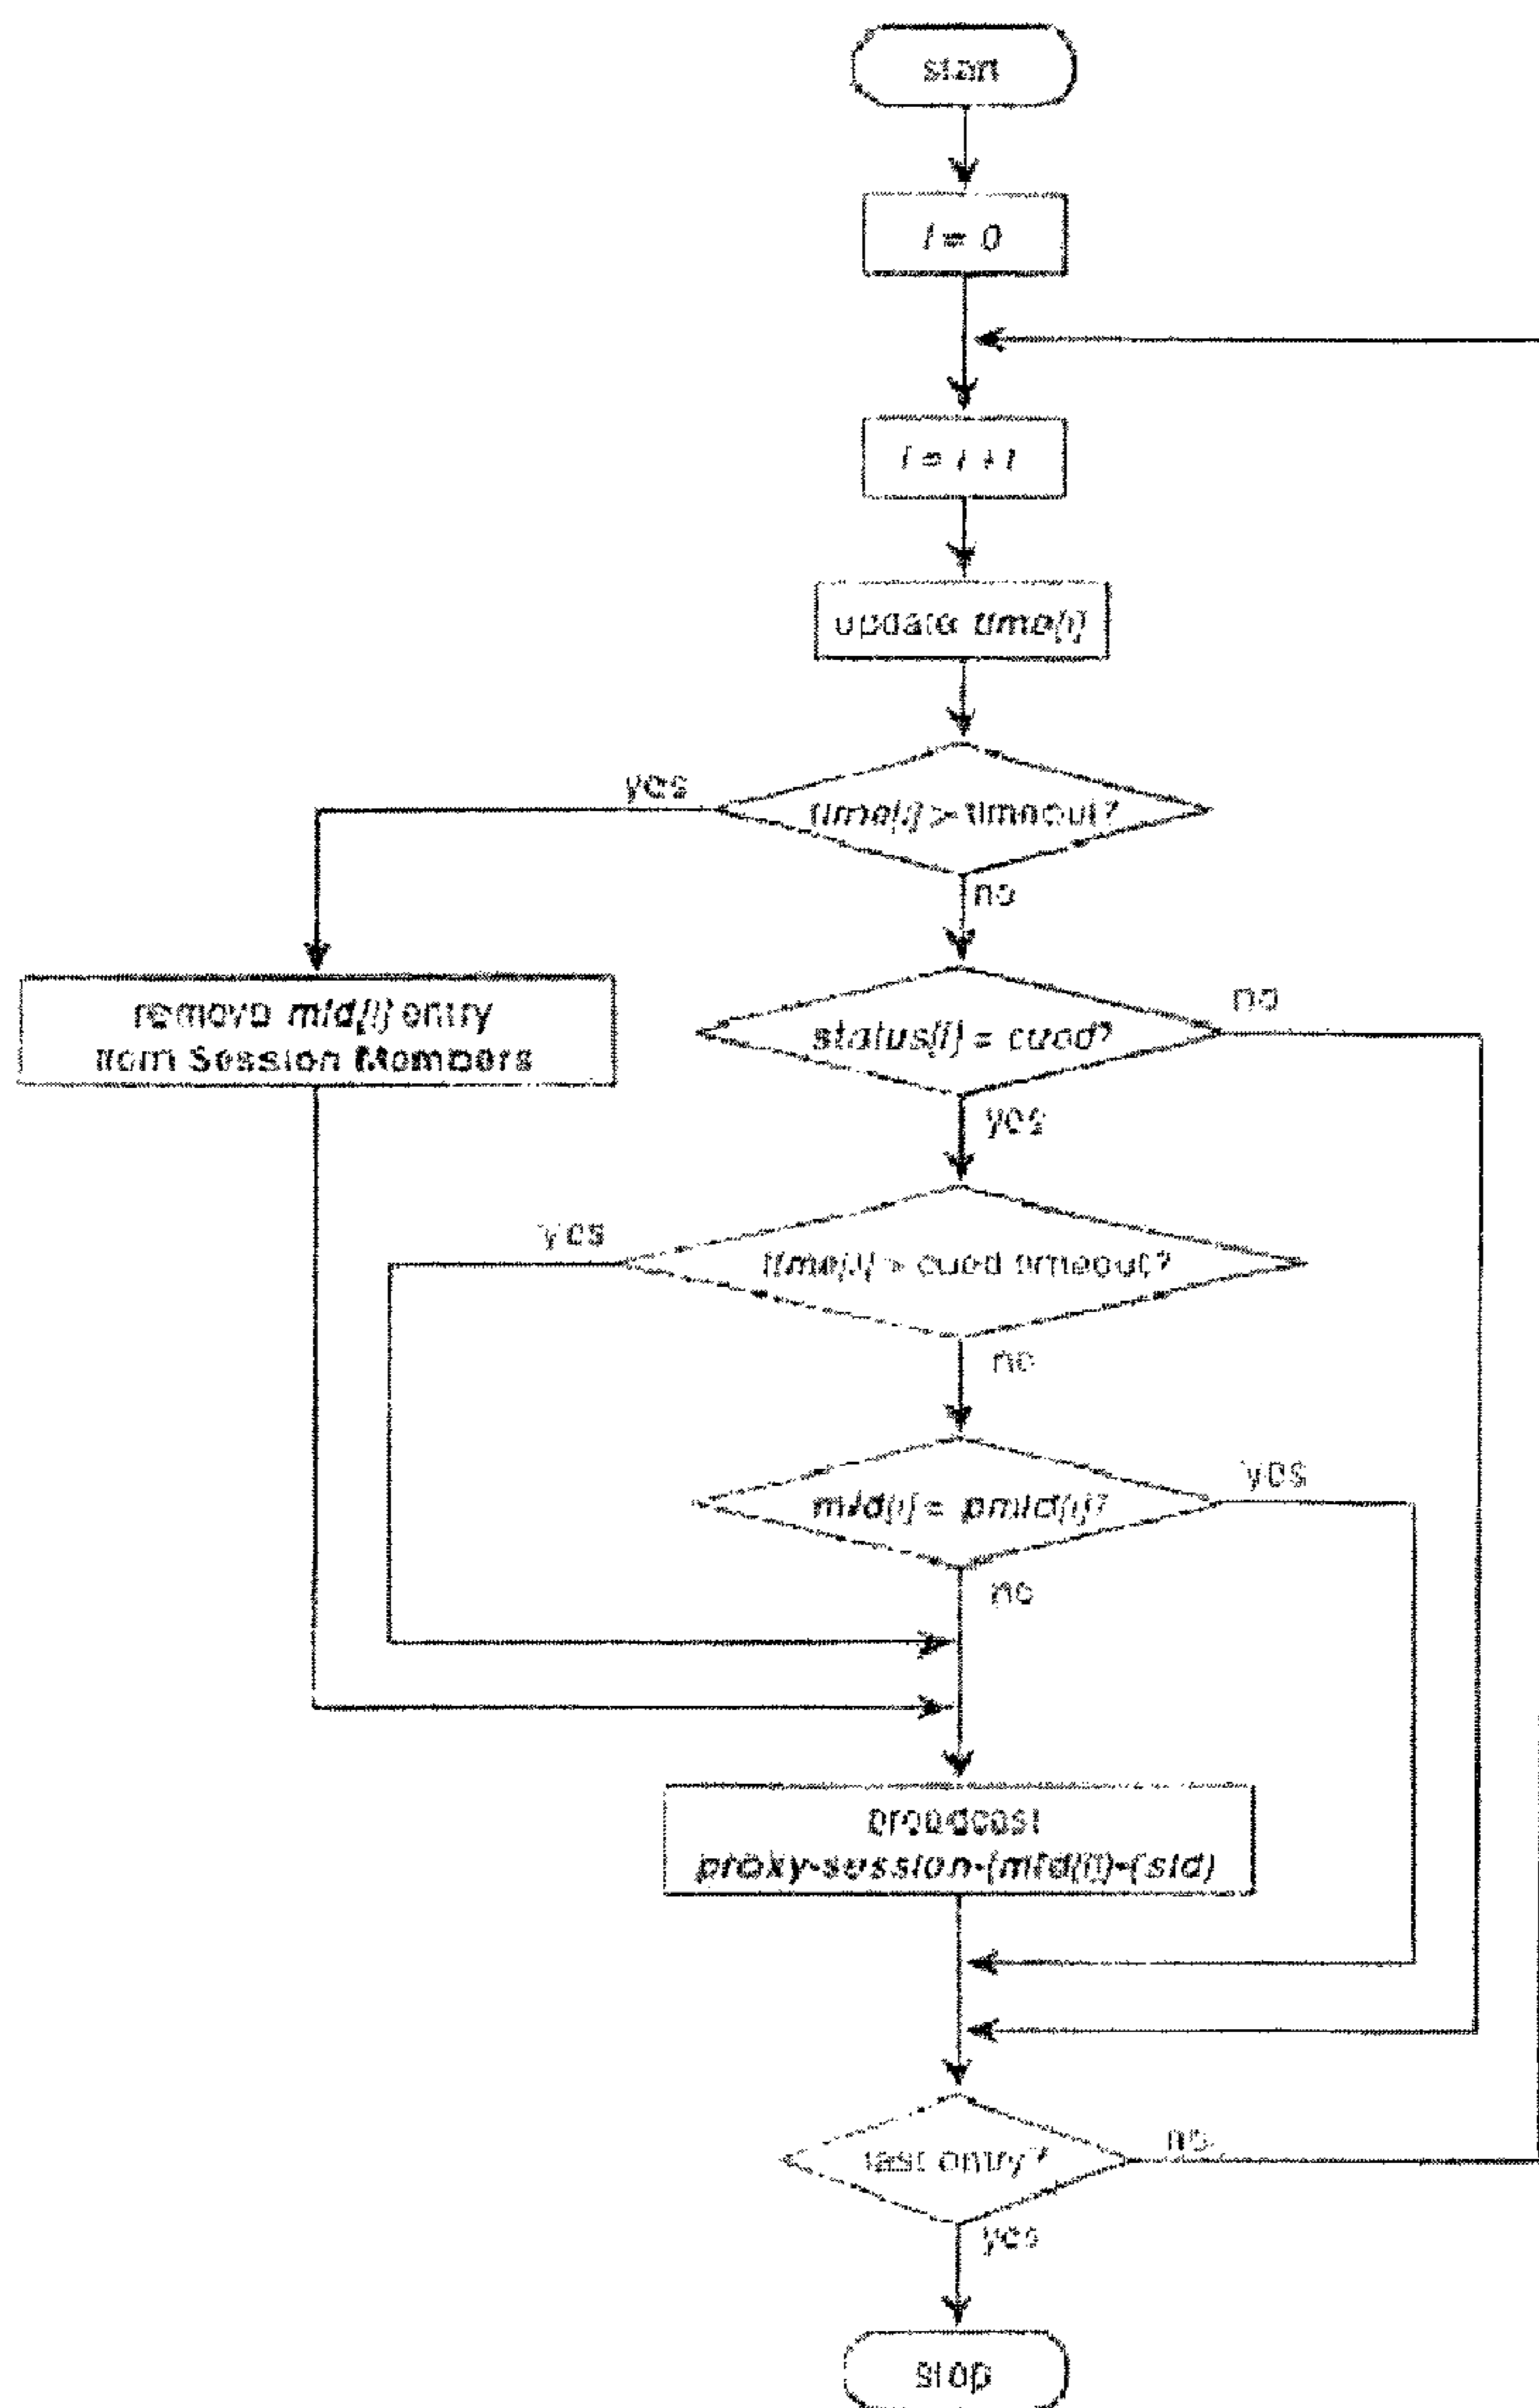 start
i = 0
i = i + 1
update time[i]
yes
time[i] > timeout?
no
remove mid[i] entry
from Session Members
no
status[i] = cued?
yes
yes
time[i] > cued timeout?
no
yes
mid[i] = pmid[i]?
no
broadcast
proxy-session-(mid[i])-(sid)
no
last entry?
yes
stop